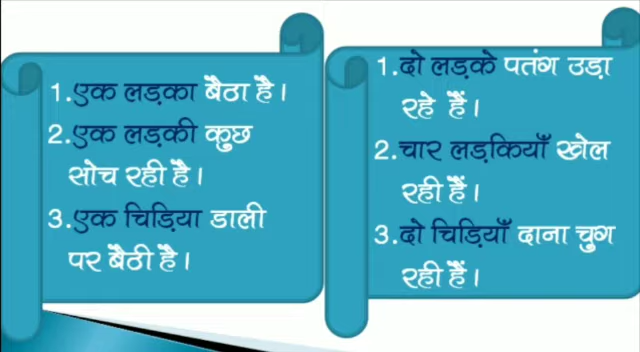 1.एक लड़का बैठा है।
2.एक लड़की कुछ
सोच रही है।
3.एक चिड़िया डाली
पर बैठी है।
1.दो लड़के पतंग उड़ा
रहे हैं।
2.चार लड़कियाँ खेल
रही हैं।
3.दो चिड़ियाँ दाना चुग
रही हैं।